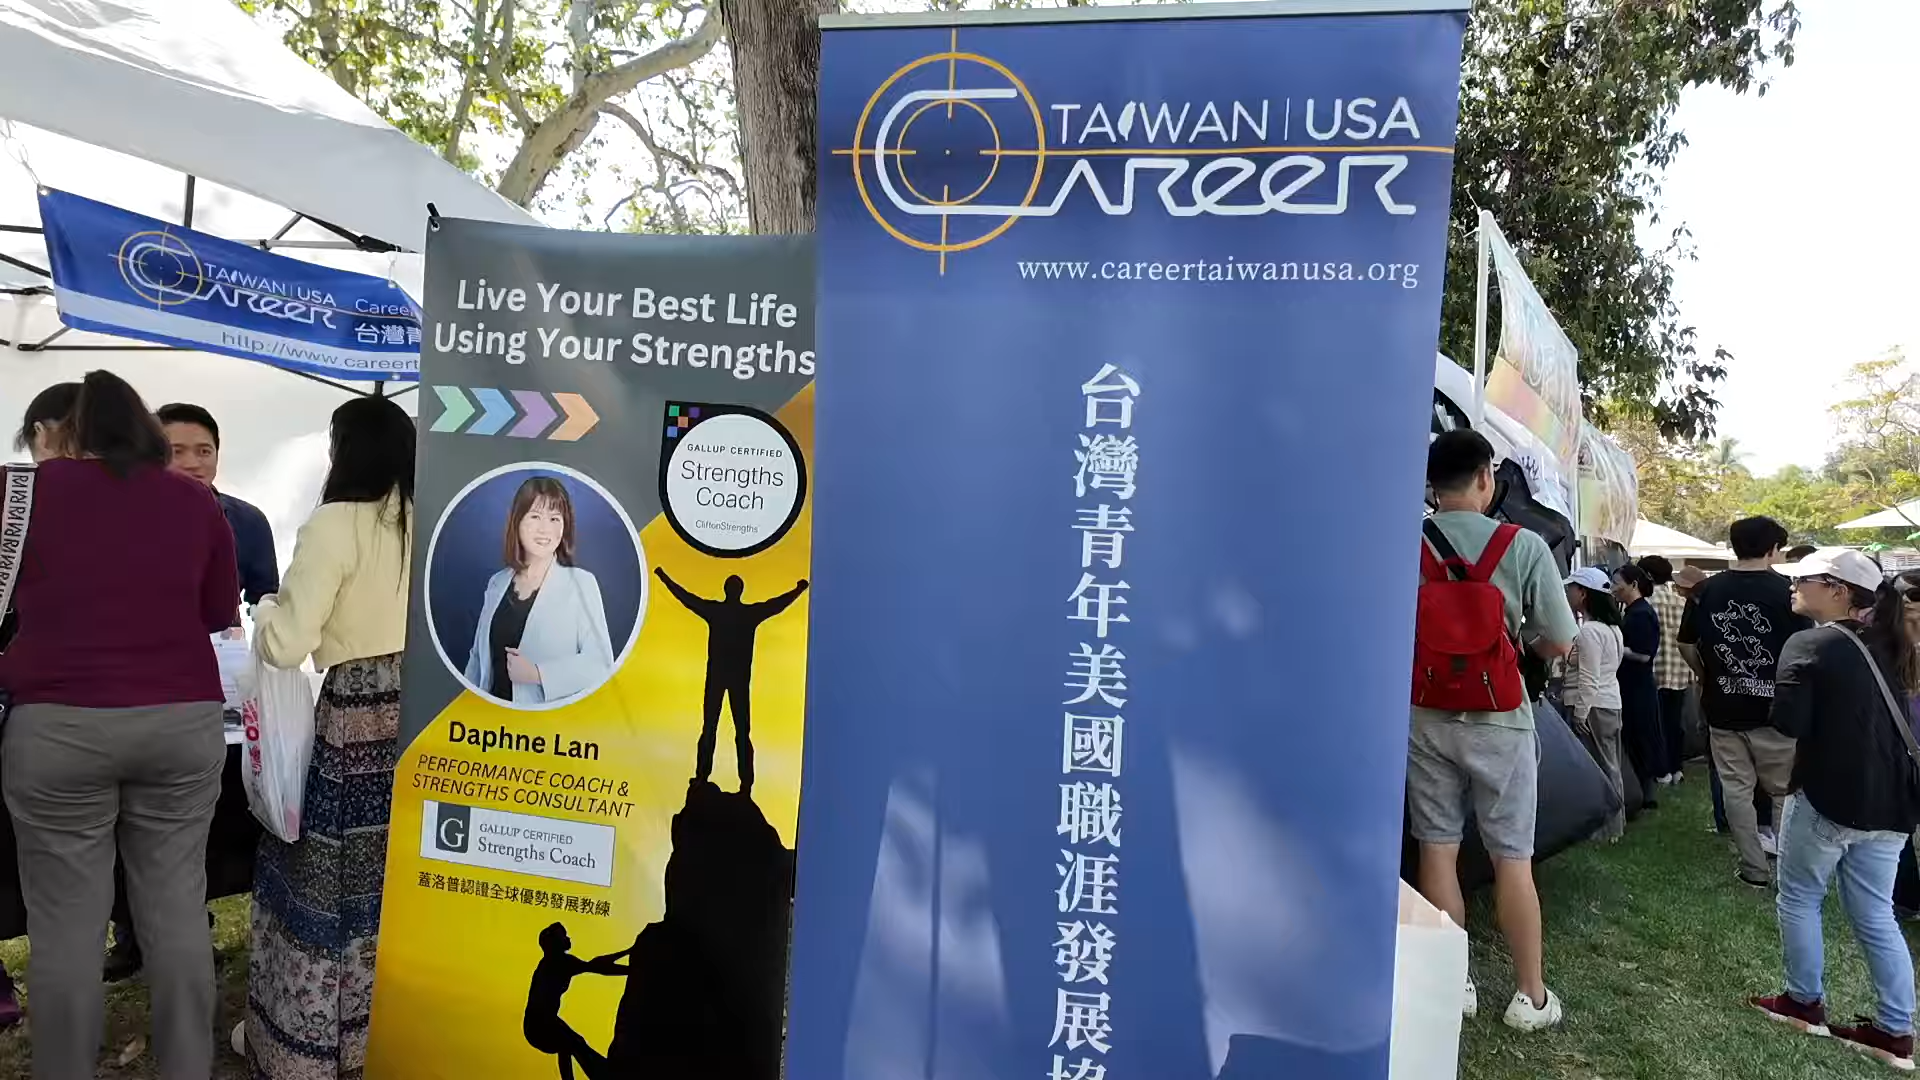 TAIWAN | USA
CAREER
www.careertaiwanusa.org
台灣青年美國職涯發展協
Live Your Best Life
Using Your Strengths
GALLUP CERTIFIED
Strengths
Coach
CliftonStrengths
Daphne Lan
PERFORMANCE COACH &
STRENGTHS CONSULTANT
G
GALLUP CERTIFIED
Strengths Coach
蓋洛普認證全球優勢發展教練
TAIWAN | USA
CAREER
Career
台灣青
http://www.careert